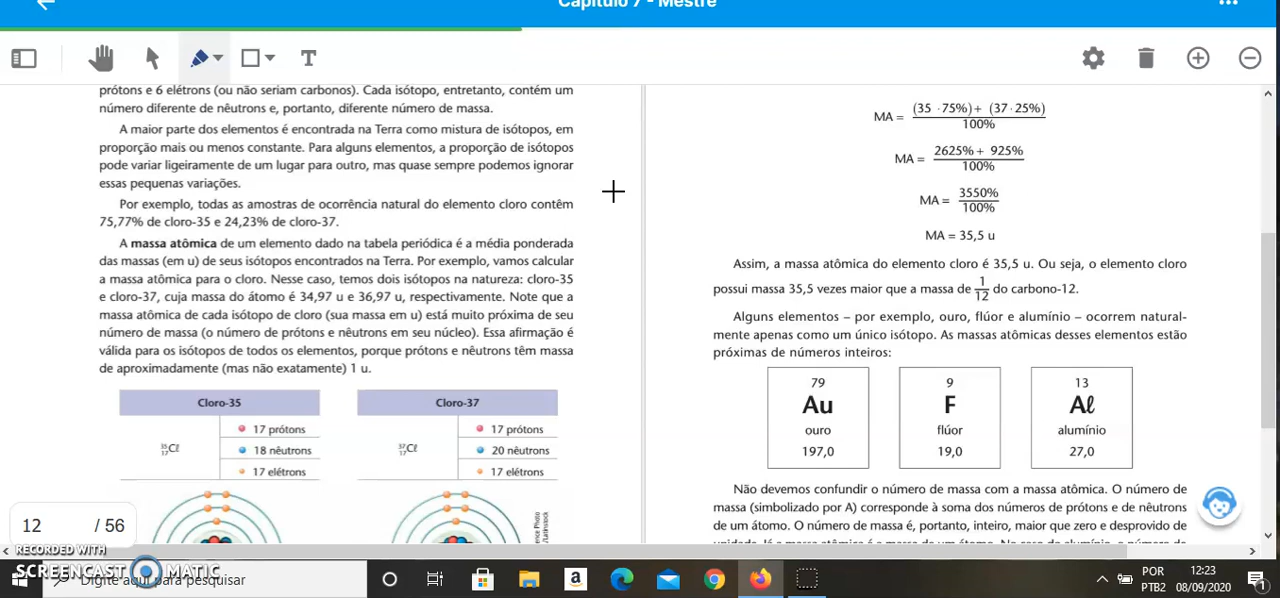 Capítulo 7 - Mestre
prótons e 6 elétrons (ou não seriam carbonos). Cada isótopo, entretanto, contém um
número diferente de nêutrons e, portanto, diferente número de massa.
A maior parte dos elementos é encontrada na Terra como mistura de isótopos, em
proporção mais ou menos constante. Para alguns elementos, a proporção de isótopos
pode variar ligeiramente de um lugar para outro, mas quase sempre podemos ignorar
essas pequenas variações.
Por exemplo, todas as amostras de ocorrência natural do elemento cloro contêm
75,77% de cloro-35 e 24,23% de cloro-37.
A massa atômica de um elemento dado na tabela periódica é a média ponderada
das massas (em u) de seus isótopos encontrados na Terra. Por exemplo, vamos calcular
a massa atômica para o cloro. Nesse caso, temos dois isótopos na natureza: cloro-35
e cloro-37, cuja massa do átomo é 34,97 u e 36,97 u, respectivamente. Note que a
massa atômica de cada isótopo de cloro (sua massa em u) está muito próxima de seu
número de massa (o número de prótons e nêutrons em seu núcleo). Essa afirmação é
válida para os isótopos de todos os elementos, porque prótons e nêutrons têm massa
de aproximadamente (mas não exatamente) 1 u.
Cloro-35
35 17 Cℓ
17 prótons
18 nêutrons
17 elétrons
Cloro-37
37 17 Cℓ
17 prótons
20 nêutrons
17 elétrons
MA = (35 · 75%) + (37 · 25%) / 100%
MA = 2625% + 925% / 100%
MA = 3550% / 100%
MA = 35,5 u
Assim, a massa atômica do elemento cloro é 35,5 u. Ou seja, o elemento cloro
possui massa 35,5 vezes maior que a massa de 1/12 do carbono-12.
Alguns elementos – por exemplo, ouro, flúor e alumínio – ocorrem natural-
mente apenas como um único isótopo. As massas atômicas desses elementos estão
próximas de números inteiros:
79
Au
ouro
197,0
9
F
flúor
19,0
13
Aℓ
alumínio
27,0
Não devemos confundir o número de massa com a massa atômica. O número de
massa (simbolizado por A) corresponde à soma dos números de prótons e de nêutrons
de um átomo. O número de massa é, portanto, inteiro, maior que zero e desprovido de
12 / 56
RECORDED WITH
SCREENCAST MATIC
Digite aqui para pesquisar
POR
PTB2
12:23
08/09/2020